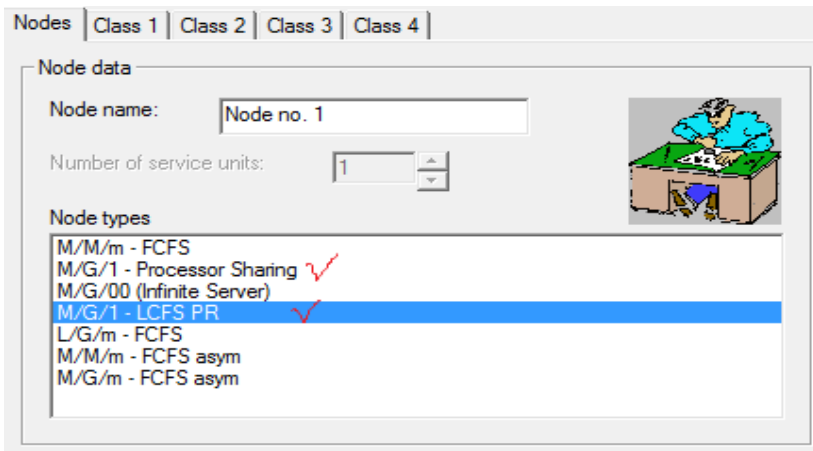 Nodes Class 1 Class 2 Class 3 Class 4
Node data
Node name: Node no. 1
Number of service units: 1
Node types
M/M/m - FCFS
M/G/1 - Processor Sharing
M/G/00 (Infinite Server)
M/G/1 - LCFS PR
L/G/m - FCFS
M/M/m - FCFS asym
M/G/m - FCFS asym